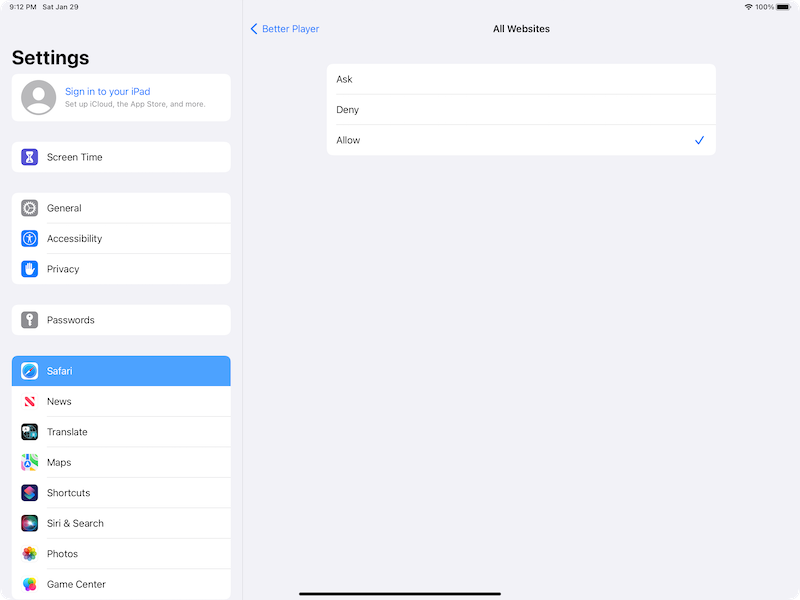 9:12 PM Sat Jan 29
100%
Settings
Sign in to your iPad
Set up iCloud, the App Store, and more.
Screen Time
General
Accessibility
Privacy
Passwords
Safari
News
Translate
Maps
Shortcuts
Siri & Search
Photos
Game Center
Better Player
All Websites
Ask
Deny
Allow